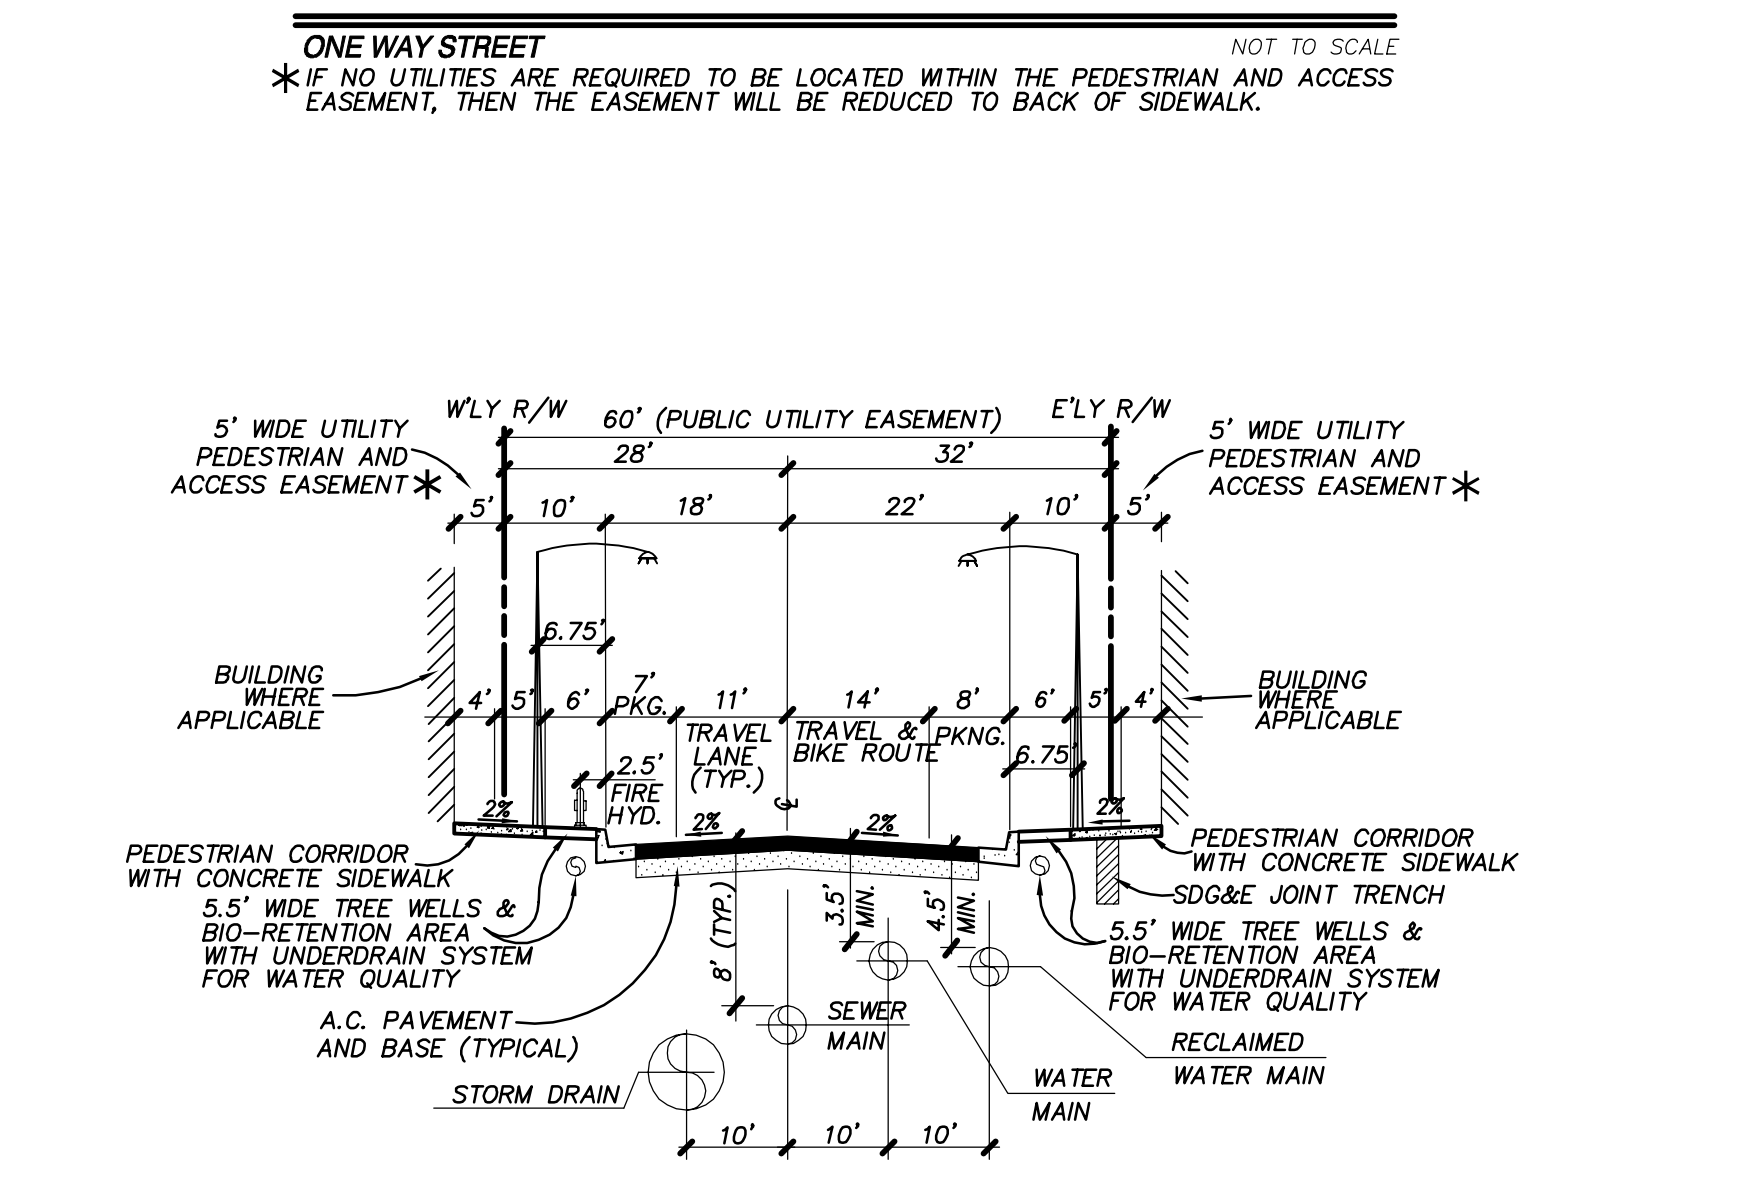 ONE WAY STREET
NOT TO SCALE
* IF NO UTILITIES ARE REQUIRED TO BE LOCATED WITHIN THE PEDESTRIAN AND ACCESS
EASEMENT, THEN THE EASEMENT WILL BE REDUCED TO BACK OF SIDEWALK.
W'LY R/W
60' (PUBLIC UTILITY EASEMENT)
E'LY R/W
5' WIDE UTILITY
PEDESTRIAN AND
ACCESS EASEMENT *
28'
32'
5' WIDE UTILITY
PEDESTRIAN AND
ACCESS EASEMENT *
5'
10'
18'
22'
10'
5'
6.75'
BUILDING
WHERE
APPLICABLE
4'
5'
6'
7'
PKG.
11'
TRAVEL
LANE
(TYP.)
14'
TRAVEL &
BIKE ROUTE
8'
PKNG.
6'
5'
4'
BUILDING
WHERE
APPLICABLE
6.75'
2.5'
FIRE
HYD.
2%
2%
℄
2%
2%
PEDESTRIAN CORRIDOR
WITH CONCRETE SIDEWALK
5.5' WIDE TREE WELLS &
BIO-RETENTION AREA
WITH UNDERDRAIN SYSTEM
FOR WATER QUALITY
A.C. PAVEMENT
AND BASE (TYPICAL)
STORM DRAIN
8' (TYP.)
3.5'
MIN.
4.5'
MIN.
PEDESTRIAN CORRIDOR
WITH CONCRETE SIDEWALK
SDG&E JOINT TRENCH
5.5' WIDE TREE WELLS &
BIO-RETENTION AREA
WITH UNDERDRAIN SYSTEM
FOR WATER QUALITY
SEWER
MAIN
RECLAIMED
WATER MAIN
WATER
MAIN
10'
10'
10'